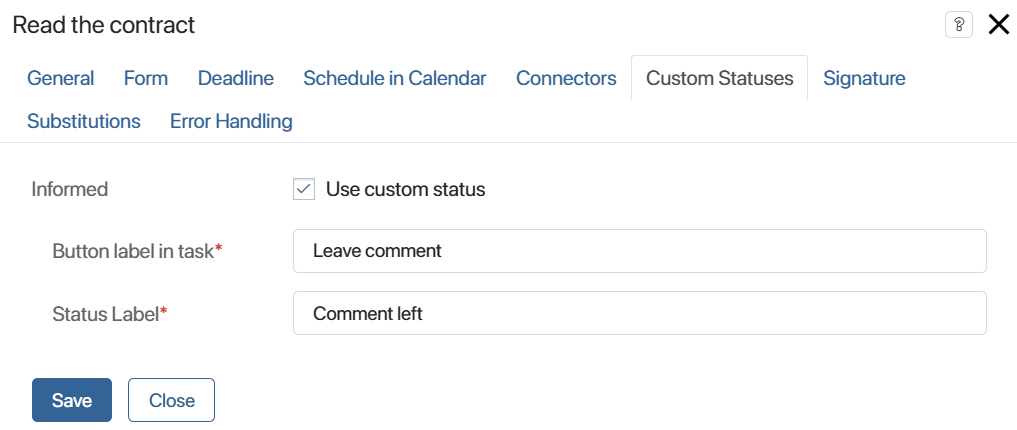 Read the contract ?
General Form Deadline Schedule in Calendar Connectors Custom Statuses Signature
Substitutions Error Handling
Informed Use custom status
Button label in task* Leave comment
Status Label* Comment left
Save Close